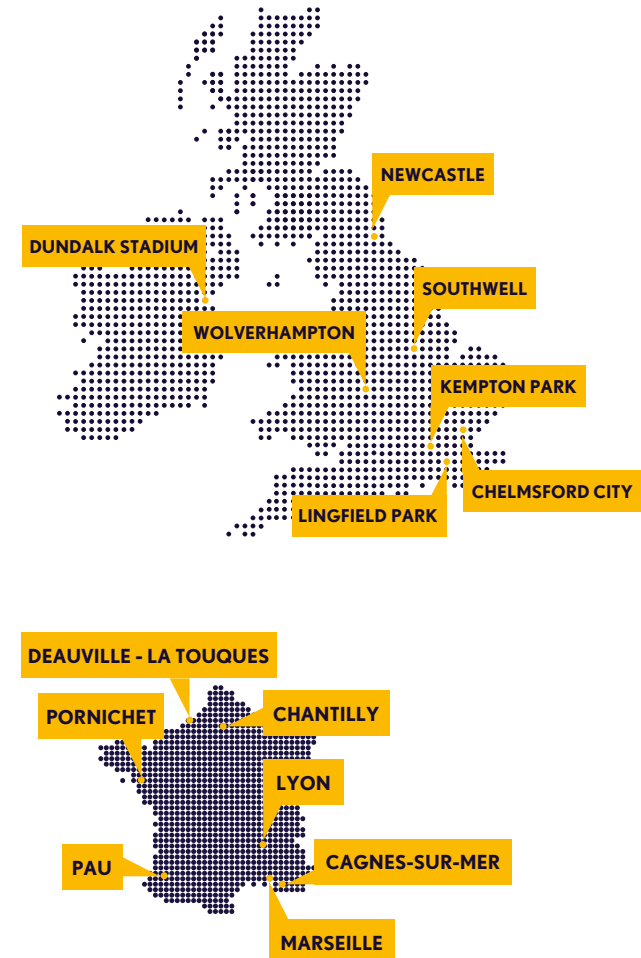 NEWCASTLE
DUNDALK STADIUM
SOUTHWELL
WOLVERHAMPTON
KEMPTON PARK
CHELMSFORD CITY
LINGFIELD PARK
DEAUVILLE - LA TOUQUES
PORNICHET
CHANTILLY
LYON
PAU
CAGNES-SUR-MER
MARSEILLE